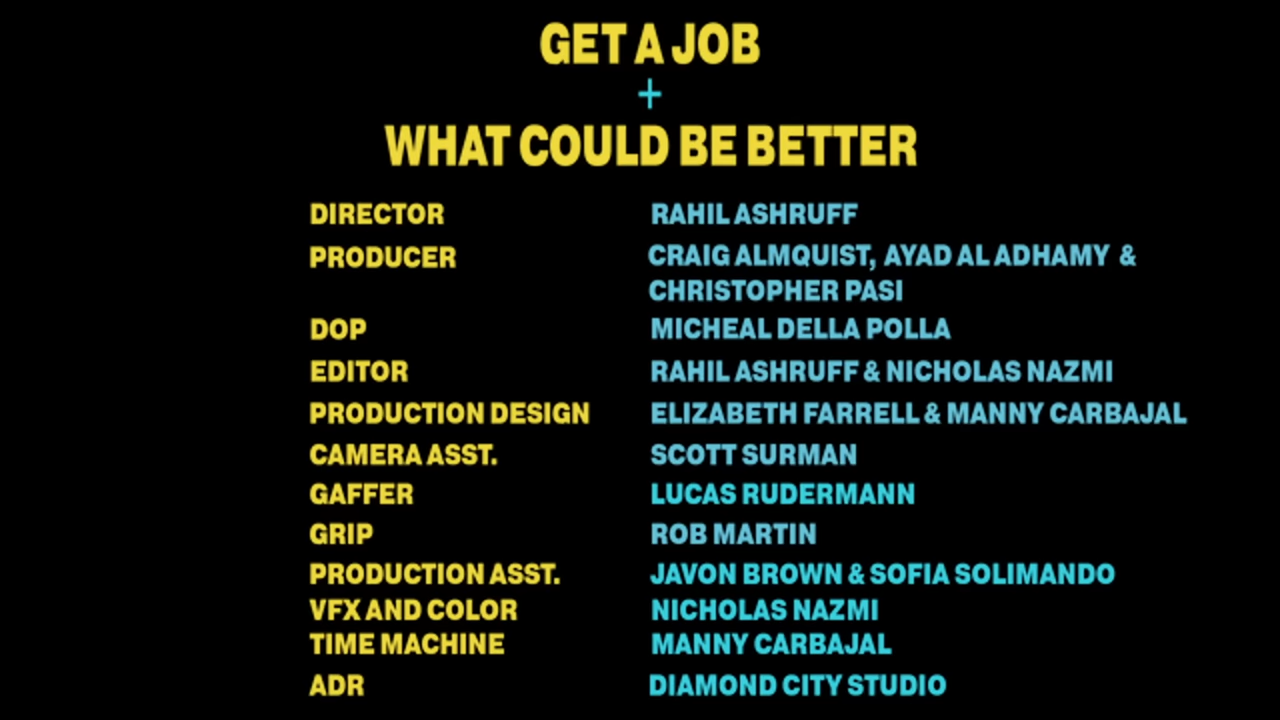 GET A JOB
+
WHAT COULD BE BETTER
DIRECTOR RAHIL ASHRUFF
PRODUCER CRAIG ALMQUIST, AYAD AL ADHAMY &
CHRISTOPHER PASI
DOP MICHEAL DELLA POLLA
EDITOR RAHIL ASHRUFF & NICHOLAS NAZMI
PRODUCTION DESIGN ELIZABETH FARRELL & MANNY CARBAJAL
CAMERA ASST. SCOTT SURMAN
GAFFER LUCAS RUDERMANN
GRIP ROB MARTIN
PRODUCTION ASST. JAVON BROWN & SOFIA SOLIMANDO
VFX AND COLOR NICHOLAS NAZMI
TIME MACHINE MANNY CARBAJAL
ADR DIAMOND CITY STUDIO